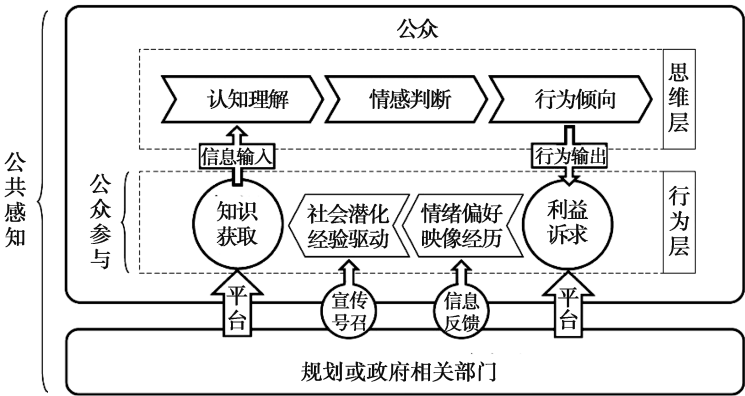 公众
认知理解
情感判断
行为倾向
思维层
信息输入
行为输出
公共感知
公众参与
知识
获取
社会潜化
经验驱动
情绪偏好
映像经历
利益
诉求
行为层
平台
宣传
号召
信息
反馈
平台
规划或政府相关部门